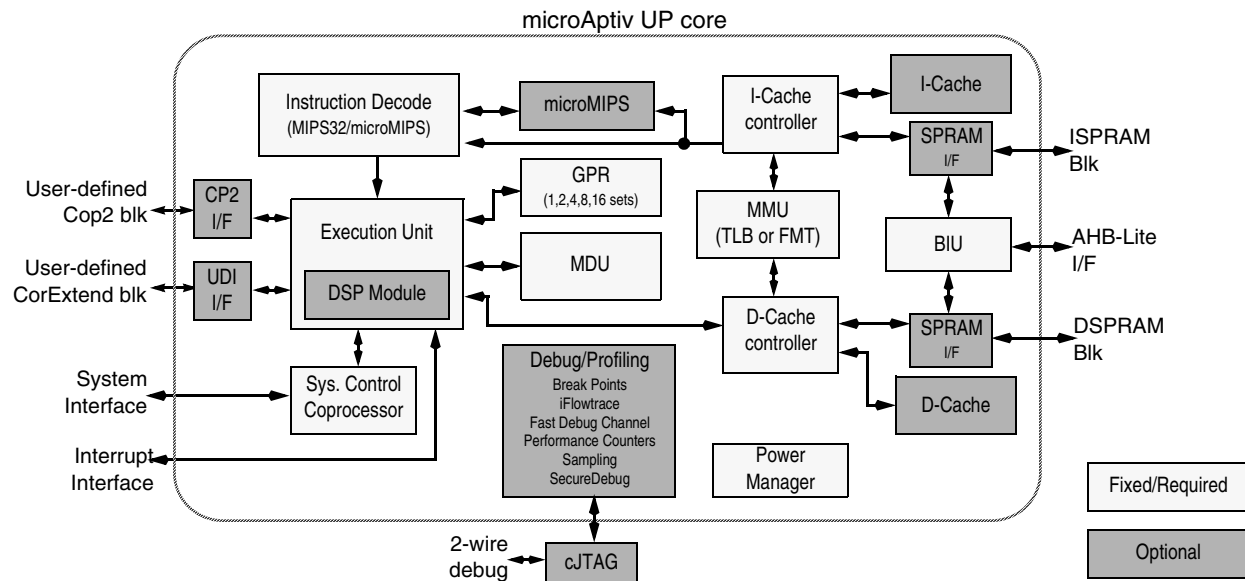 microAptiv UP core
Instruction Decode
(MIPS32/microMIPS)
microMIPS
I-Cache
controller
I-Cache
SPRAM
I/F
ISPRAM
Blk
User-defined
Cop2 blk
CP2
I/F
GPR
(1,2,4,8,16 sets)
Execution Unit
MMU
(TLB or FMT)
BIU
AHB-Lite
I/F
User-defined
CorExtend blk
UDI
I/F
DSP Module
MDU
D-Cache
controller
SPRAM
I/F
DSPRAM
Blk
System
Interface
Sys. Control
Coprocessor
Debug/Profiling
Break Points
iFlowtrace
Fast Debug Channel
Performance Counters
Sampling
SecureDebug
D-Cache
Interrupt
Interface
Power
Manager
Fixed/Required
2-wire
debug
cJTAG
Optional